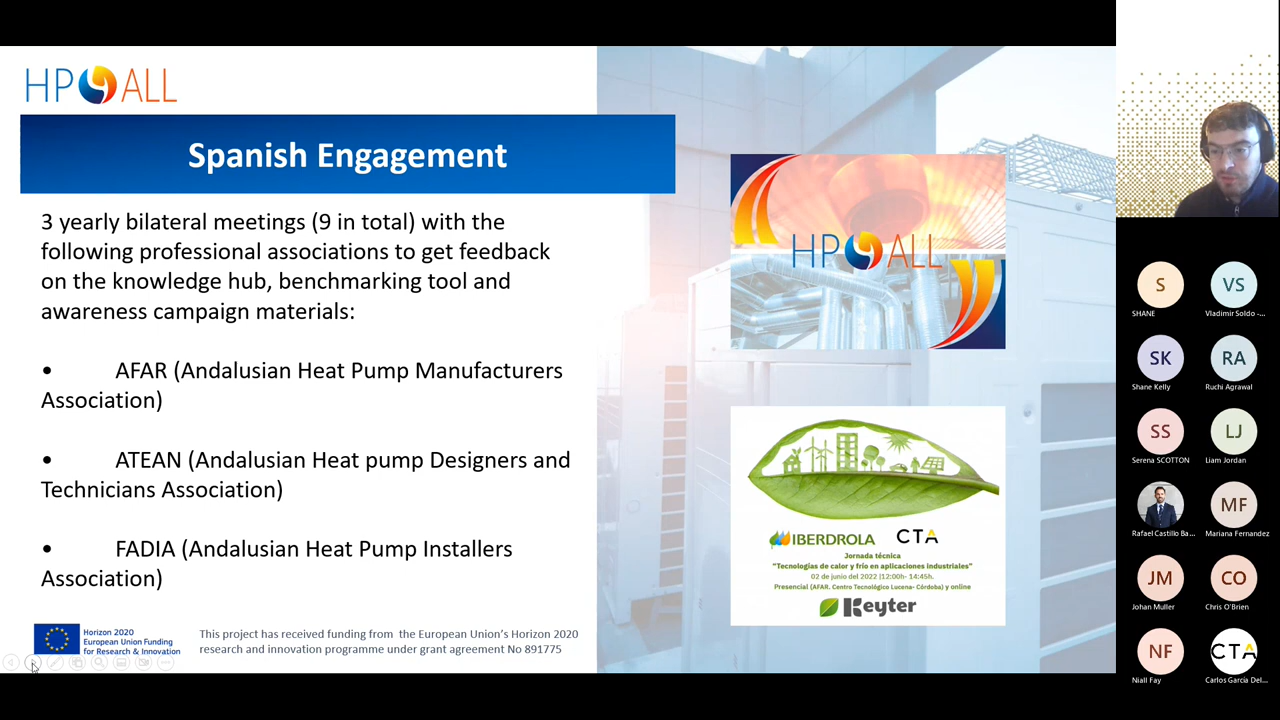 HP ALL
Spanish Engagement
3 yearly bilateral meetings (9 in total) with the
following professional associations to get feedback
on the knowledge hub, benchmarking tool and
awareness campaign materials:
• AFAR (Andalusian Heat Pump Manufacturers
Association)
• ATEAN (Andalusian Heat pump Designers and
Technicians Association)
• FADIA (Andalusian Heat Pump Installers
Association)
Horizon 2020
European Union Funding
for Research & Innovation
This project has received funding from the European Union's Horizon 2020
research and innovation programme under grant agreement No 891775
HP ALL
IBERDROLA CTA
Jornada técnica
"Tecnologías de calor y frío en aplicaciones industriales"
02 de junio del 2022 |12:00h- 14:45h.
Presencial (AFAR. Centro Tecnológico Lucena- Córdoba) y online
Keyter
S
SHANE
VS
Vladimir Soldo -...
SK
Shane Kelly
RA
Ruchi Agrawal
SS
Serena SCOTTON
LJ
Liam Jordan
Rafael Castillo Ba...
MF
Mariana Fernandez
JM
Johan Muller
CO
Chris O'Brien
NF
Niall Fay
CTA
Carlos García Del...